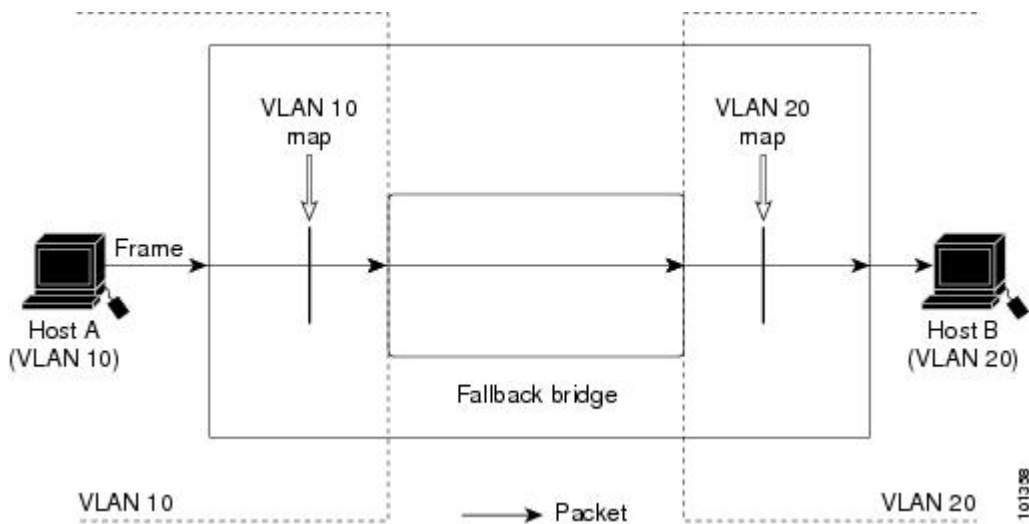 VLAN 10
map
VLAN 20
map
Frame
Host A
(VLAN 10)
Host B
(VLAN 20)
Fallback bridge
VLAN 10
Packet
VLAN 20
101358